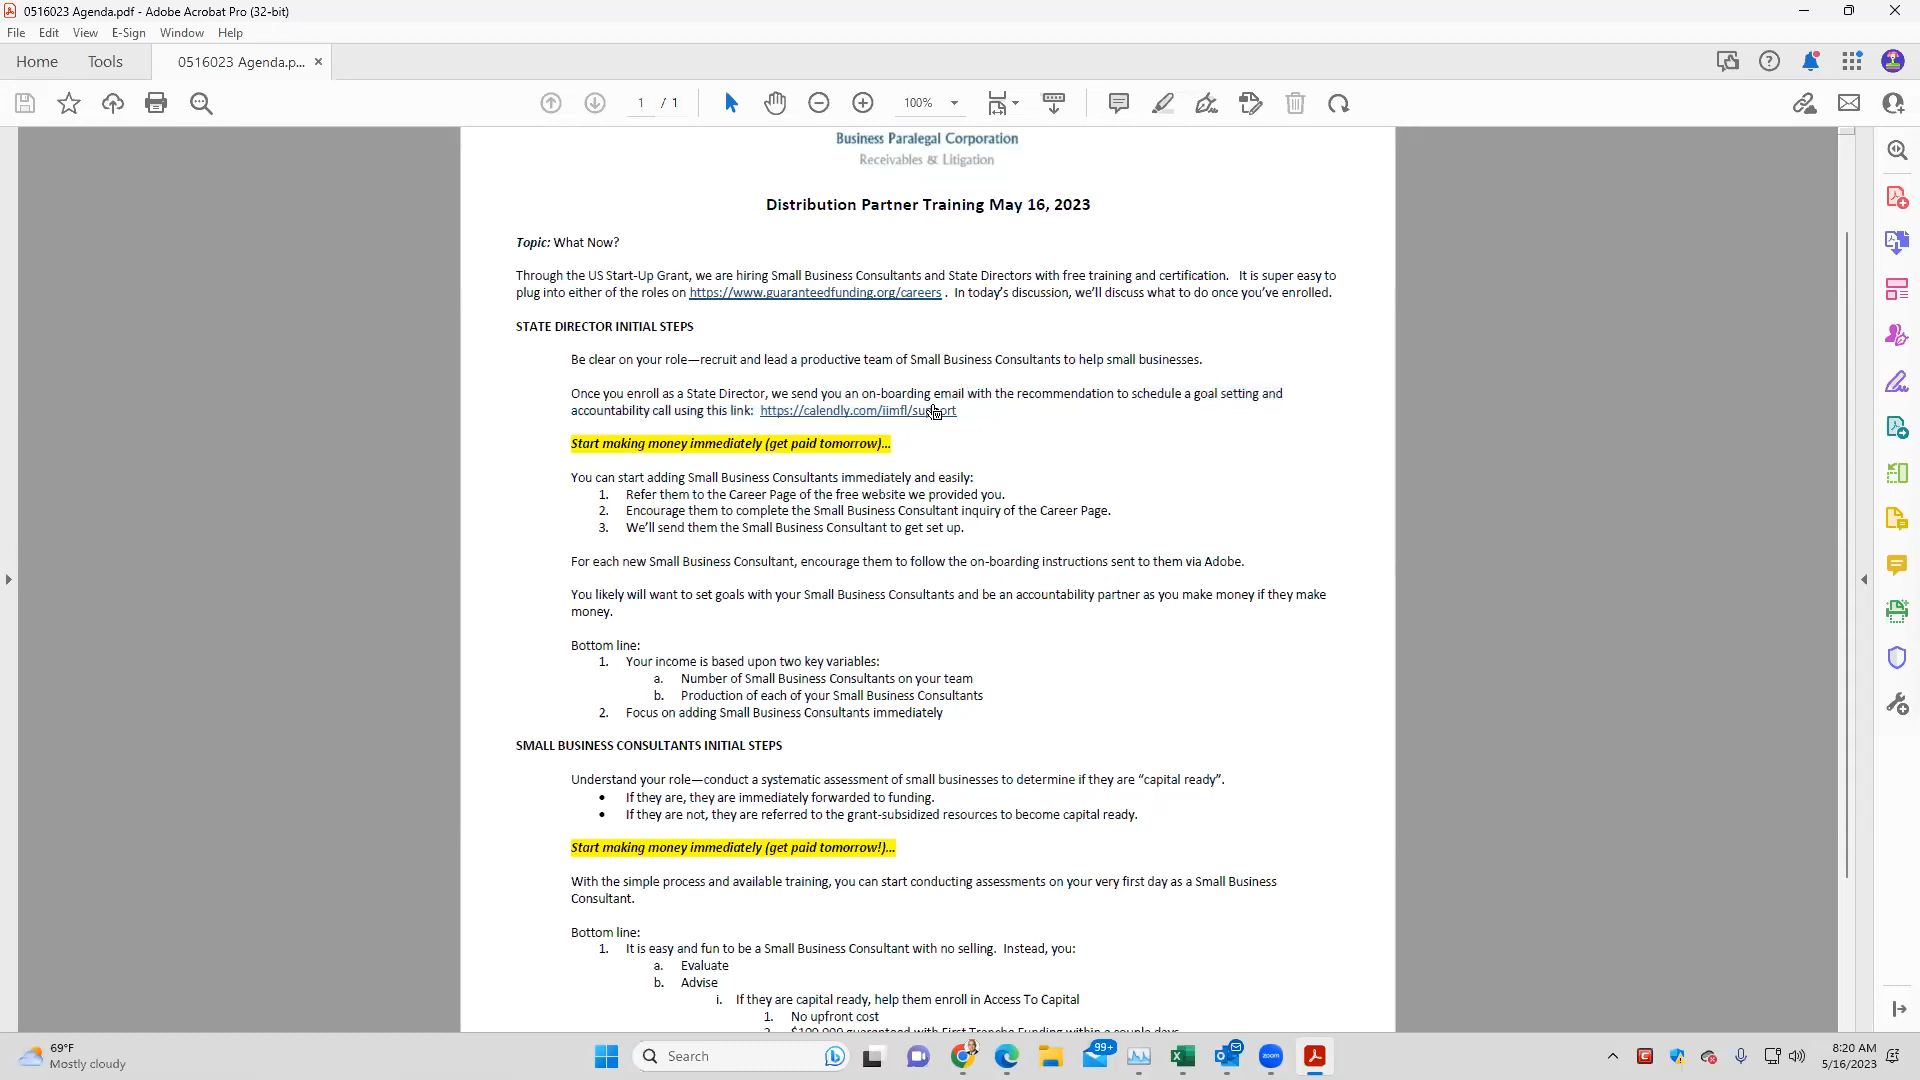 0516023 Agenda.pdf - Adobe Acrobat Pro (32-bit)
File Edit View E-Sign Window Help
Home Tools 0516023 Agenda.p... ×
1 / 1 100%
Business Paralegal Corporation
Receivables & Litigation
Distribution Partner Training May 16, 2023
Topic: What Now?
Through the US Start-Up Grant, we are hiring Small Business Consultants and State Directors with free training and certification. It is super easy to
plug into either of the roles on https://www.guaranteedfunding.org/careers . In today's discussion, we'll discuss what to do once you've enrolled.
STATE DIRECTOR INITIAL STEPS
Be clear on your role—recruit and lead a productive team of Small Business Consultants to help small businesses.
Once you enroll as a State Director, we send you an on-boarding email with the recommendation to schedule a goal setting and
accountability call using this link: https://calendly.com/iimfl/support
Start making money immediately (get paid tomorrow)...
You can start adding Small Business Consultants immediately and easily:
1. Refer them to the Career Page of the free website we provided you.
2. Encourage them to complete the Small Business Consultant inquiry of the Career Page.
3. We'll send them the Small Business Consultant to get set up.
For each new Small Business Consultant, encourage them to follow the on-boarding instructions sent to them via Adobe.
You likely will want to set goals with your Small Business Consultants and be an accountability partner as you make money if they make
money.
Bottom line:
1. Your income is based upon two key variables:
a. Number of Small Business Consultants on your team
b. Production of each of your Small Business Consultants
2. Focus on adding Small Business Consultants immediately
SMALL BUSINESS CONSULTANTS INITIAL STEPS
Understand your role—conduct a systematic assessment of small businesses to determine if they are “capital ready”.
• If they are, they are immediately forwarded to funding.
• If they are not, they are referred to the grant-subsidized resources to become capital ready.
Start making money immediately (get paid tomorrow!)...
With the simple process and available training, you can start conducting assessments on your very first day as a Small Business
Consultant.
Bottom line:
1. It is easy and fun to be a Small Business Consultant with no selling. Instead, you:
a. Evaluate
b. Advise
i. If they are capital ready, help them enroll in Access To Capital
1. No upfront cost
2. $100,000 guaranteed with First Tranche Funding within a couple days
69°F
Mostly cloudy
Search
99+
zoom
8:20 AM
5/16/2023